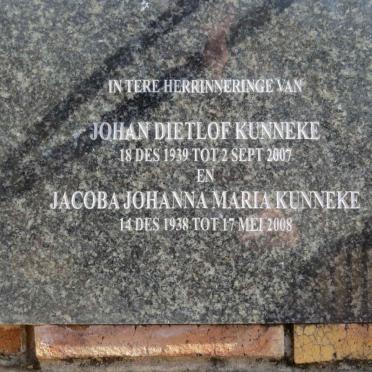 IN TERE HERRINNERINGE VAN
JOHAN DIETLOF KUNNEKE
18 DES 1939 TOT 2 SEPT 2007
EN
JACOBA JOHANNA MARIA KUNNEKE
14 DES 1938 TOT 17 MEI 2008